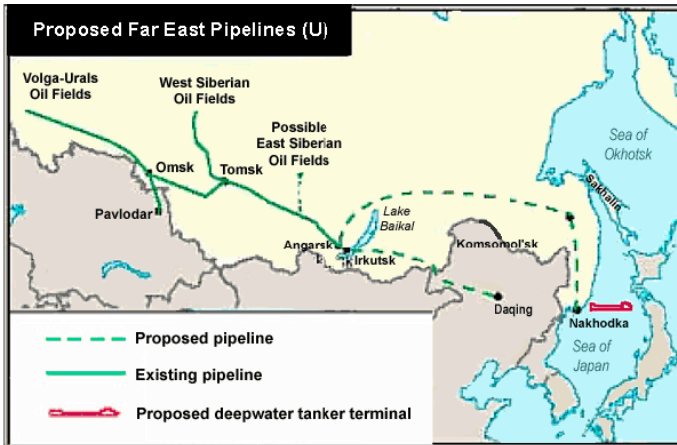 Proposed Far East Pipelines (U)
Volga-Urals
Oil Fields
West Siberian
Oil Fields
Possible
East Siberian
Oil Fields
Sea of
Okhotsk
Omsk
Tomsk
Sakhalin
Pavlodar
Lake
Baikal
Angarsk
Irkutsk
Komsomol'sk
Daqing
Nakhodka
Sea of
Japan
Proposed pipeline
Existing pipeline
Proposed deepwater tanker terminal